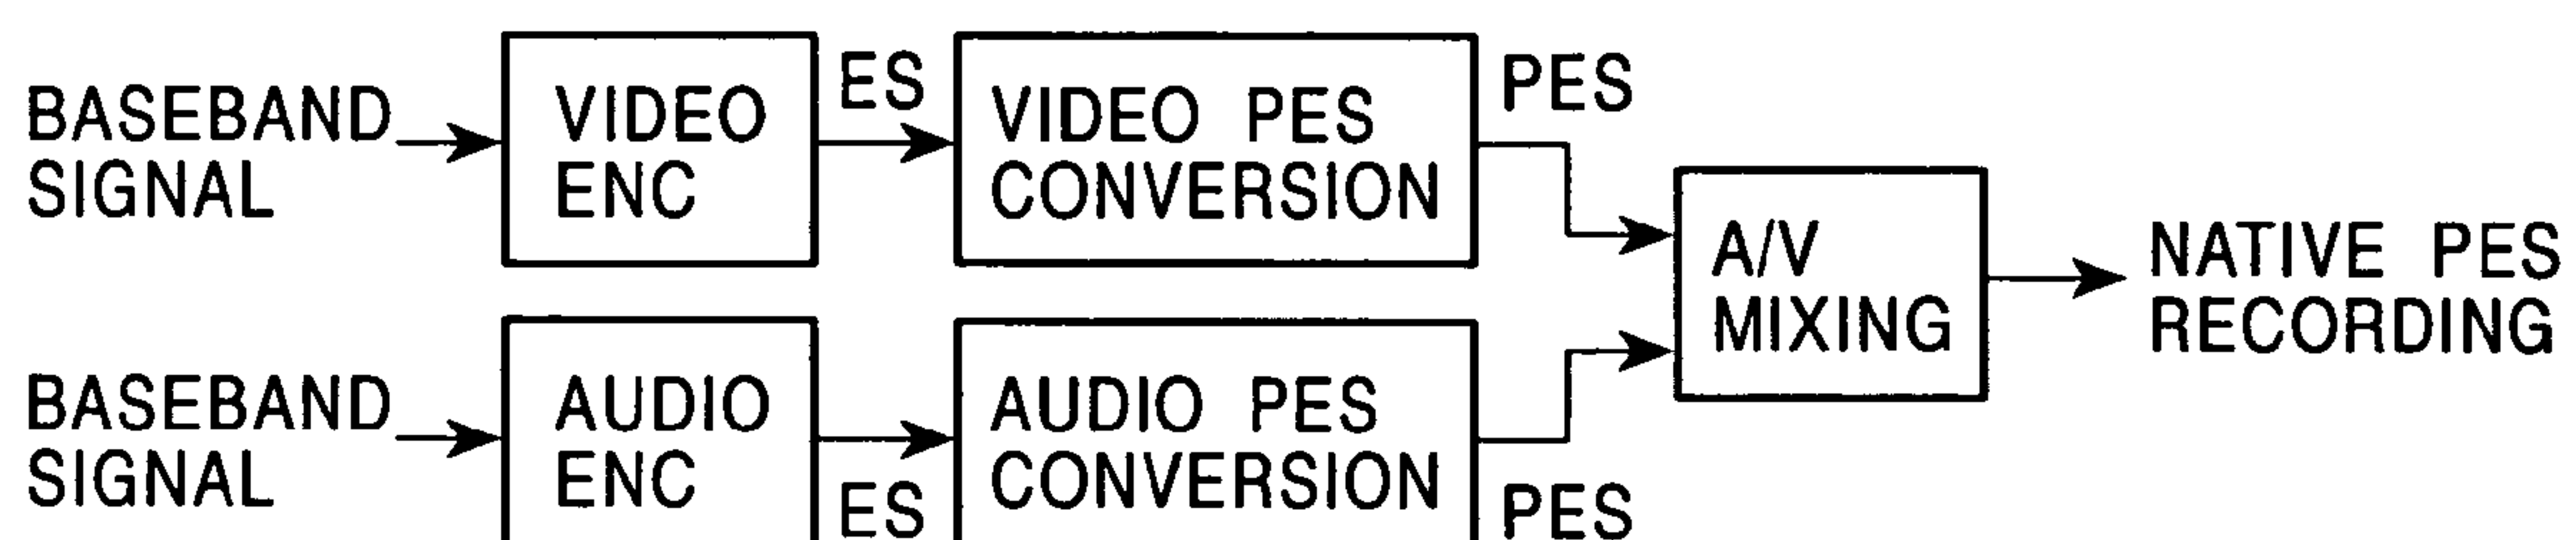 BASEBAND
SIGNAL
VIDEO
ENC
ES
VIDEO PES
CONVERSION
PES
A/V
MIXING
NATIVE PES
RECORDING
BASEBAND
SIGNAL
AUDIO
ENC
ES
AUDIO PES
CONVERSION
PES